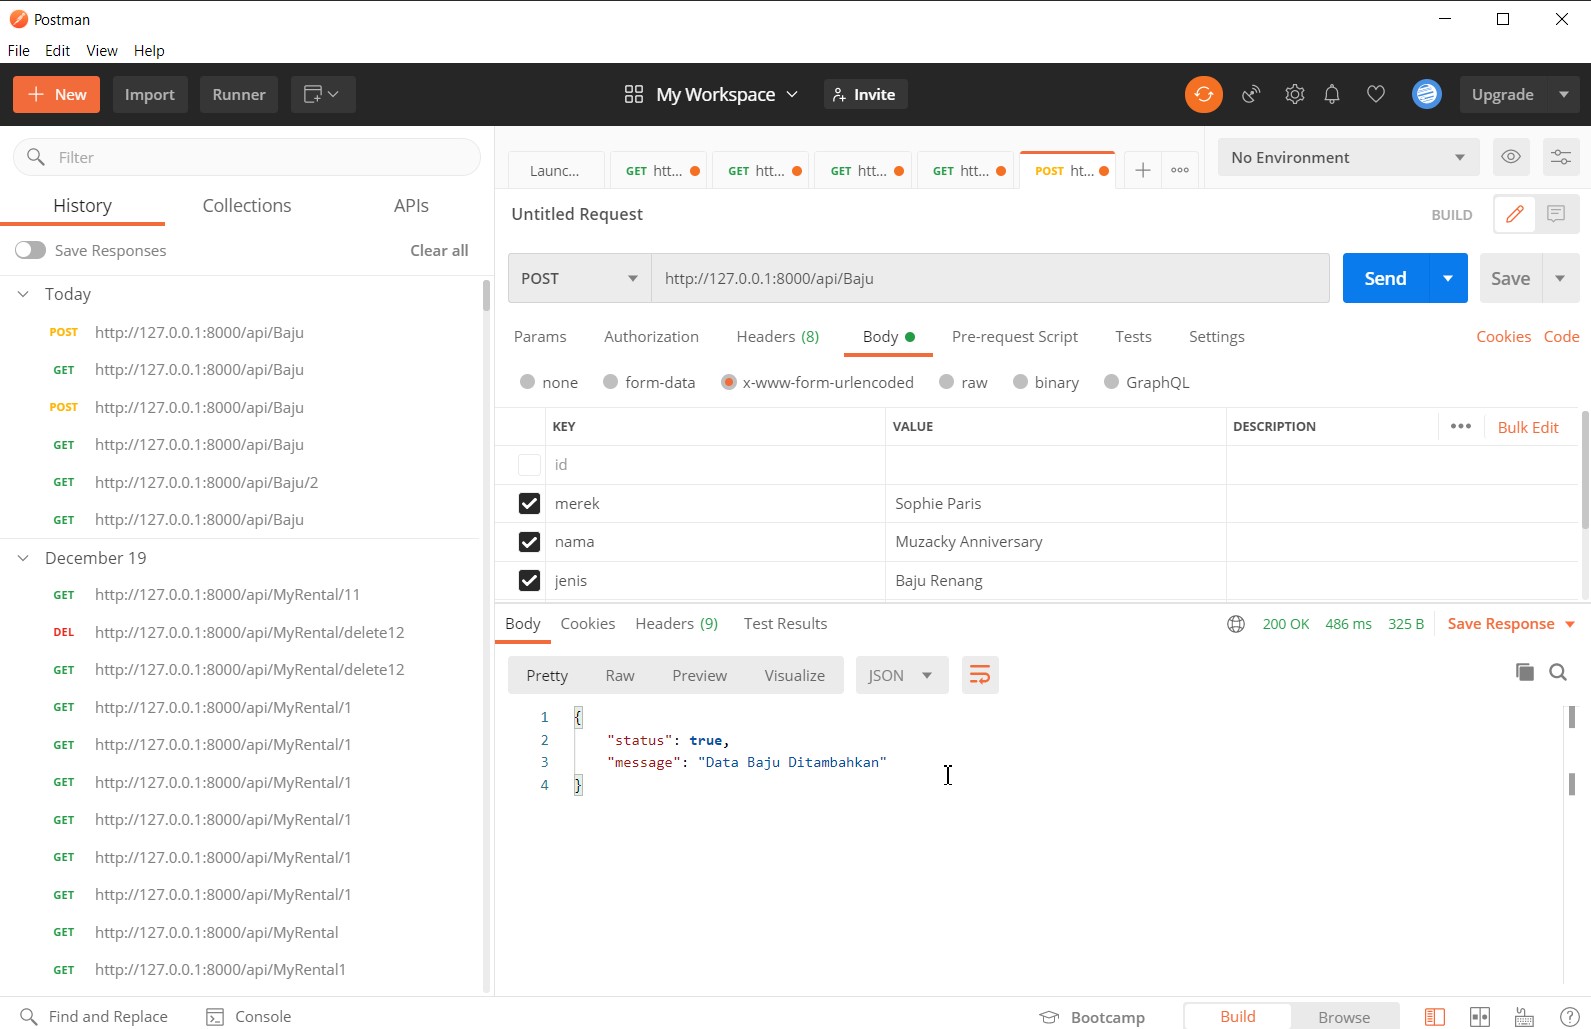 Postman
File Edit View Help
New Import Runner My Workspace Invite Upgrade
Filter
History Collections APIs
Save Responses Clear all
Today
POST http://127.0.0.1:8000/api/Baju
GET http://127.0.0.1:8000/api/Baju
POST http://127.0.0.1:8000/api/Baju
GET http://127.0.0.1:8000/api/Baju
GET http://127.0.0.1:8000/api/Baju/2
GET http://127.0.0.1:8000/api/Baju
December 19
GET http://127.0.0.1:8000/api/MyRental/11
DEL http://127.0.0.1:8000/api/MyRental/delete12
GET http://127.0.0.1:8000/api/MyRental/delete12
GET http://127.0.0.1:8000/api/MyRental/1
GET http://127.0.0.1:8000/api/MyRental/1
GET http://127.0.0.1:8000/api/MyRental/1
GET http://127.0.0.1:8000/api/MyRental/1
GET http://127.0.0.1:8000/api/MyRental/1
GET http://127.0.0.1:8000/api/MyRental/1
GET http://127.0.0.1:8000/api/MyRental
GET http://127.0.0.1:8000/api/MyRental1
Launc... GET htt... GET htt... GET htt... GET htt... POST ht... No Environment
Untitled Request BUILD
POST http://127.0.0.1:8000/api/Baju Send Save
Params Authorization Headers (8) Body Pre-request Script Tests Settings Cookies Code
none form-data x-www-form-urlencoded raw binary GraphQL
KEY VALUE DESCRIPTION Bulk Edit
id
merek Sophie Paris
nama Muzacky Anniversary
jenis Baju Renang
Body Cookies Headers (9) Test Results 200 OK 486 ms 325 B Save Response
Pretty Raw Preview Visualize JSON
1 {
2 "status": true,
3 "message": "Data Baju Ditambahkan"
4 }
Find and Replace Console Bootcamp Build Browse